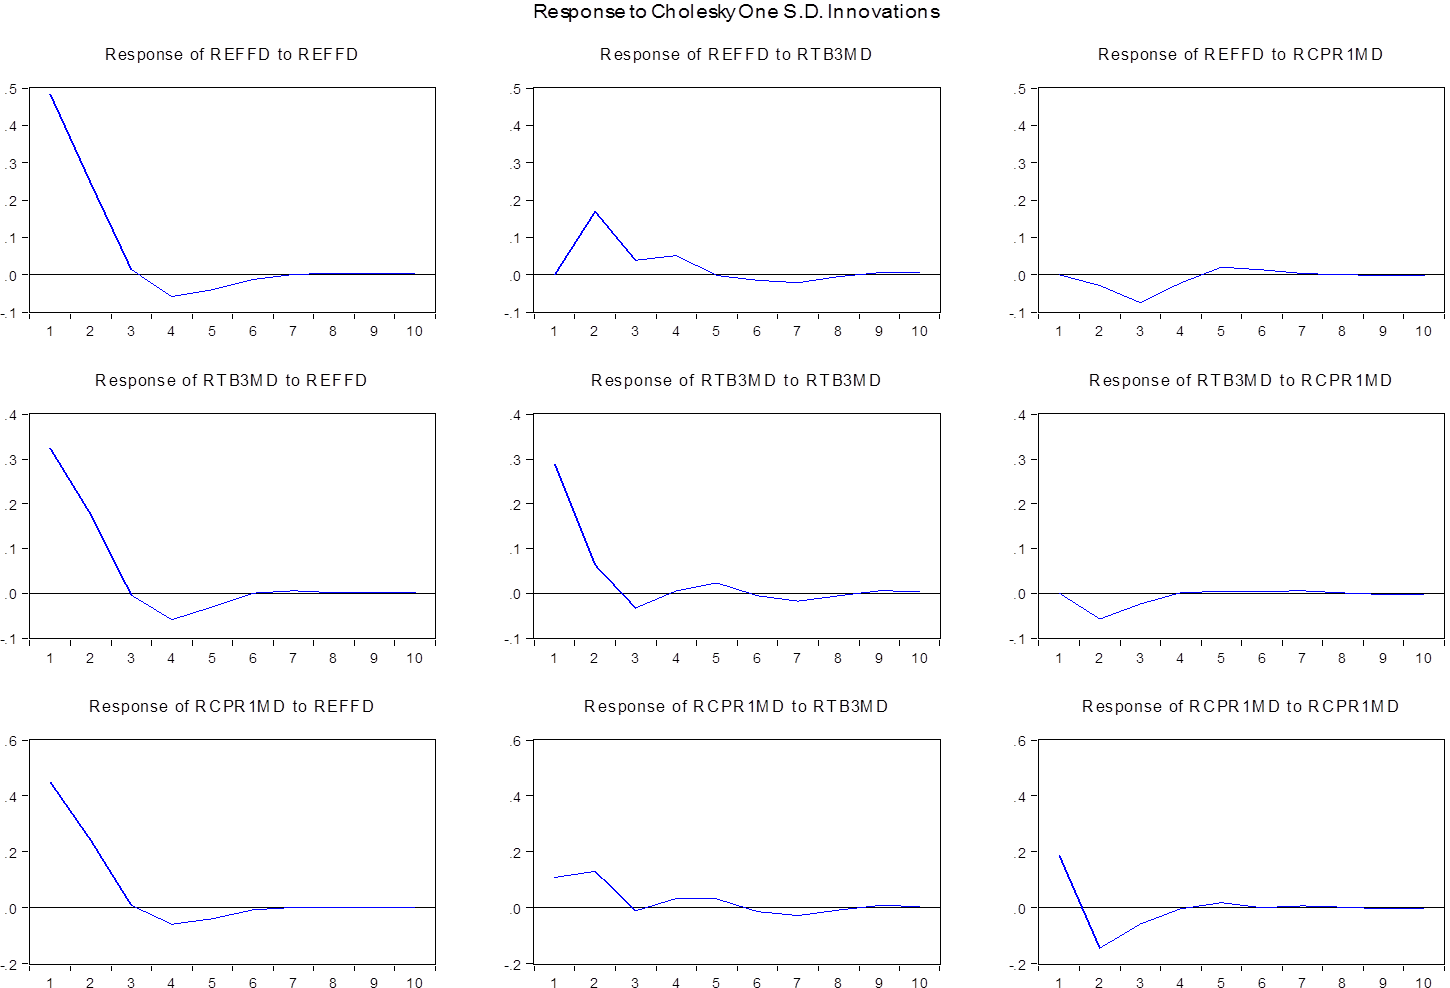 Response to Cholesky One S.D. Innovations
Response of REFFD to REFFD
Response of REFFD to RTB3MD
Response of REFFD to RCPR1MD
.5
.4
.3
.2
.1
.0
-.1
1 2 3 4 5 6 7 8 9 10
.5
.4
.3
.2
.1
.0
-.1
1 2 3 4 5 6 7 8 9 10
.5
.4
.3
.2
.1
.0
-.1
1 2 3 4 5 6 7 8 9 10
Response of RTB3MD to REFFD
Response of RTB3MD to RTB3MD
Response of RTB3MD to RCPR1MD
.4
.3
.2
.1
.0
-.1
1 2 3 4 5 6 7 8 9 10
.4
.3
.2
.1
.0
-.1
1 2 3 4 5 6 7 8 9 10
.4
.3
.2
.1
.0
-.1
1 2 3 4 5 6 7 8 9 10
Response of RCPR1MD to REFFD
Response of RCPR1MD to RTB3MD
Response of RCPR1MD to RCPR1MD
.6
.4
.2
.0
-.2
1 2 3 4 5 6 7 8 9 10
.6
.4
.2
.0
-.2
1 2 3 4 5 6 7 8 9 10
.6
.4
.2
.0
-.2
1 2 3 4 5 6 7 8 9 10